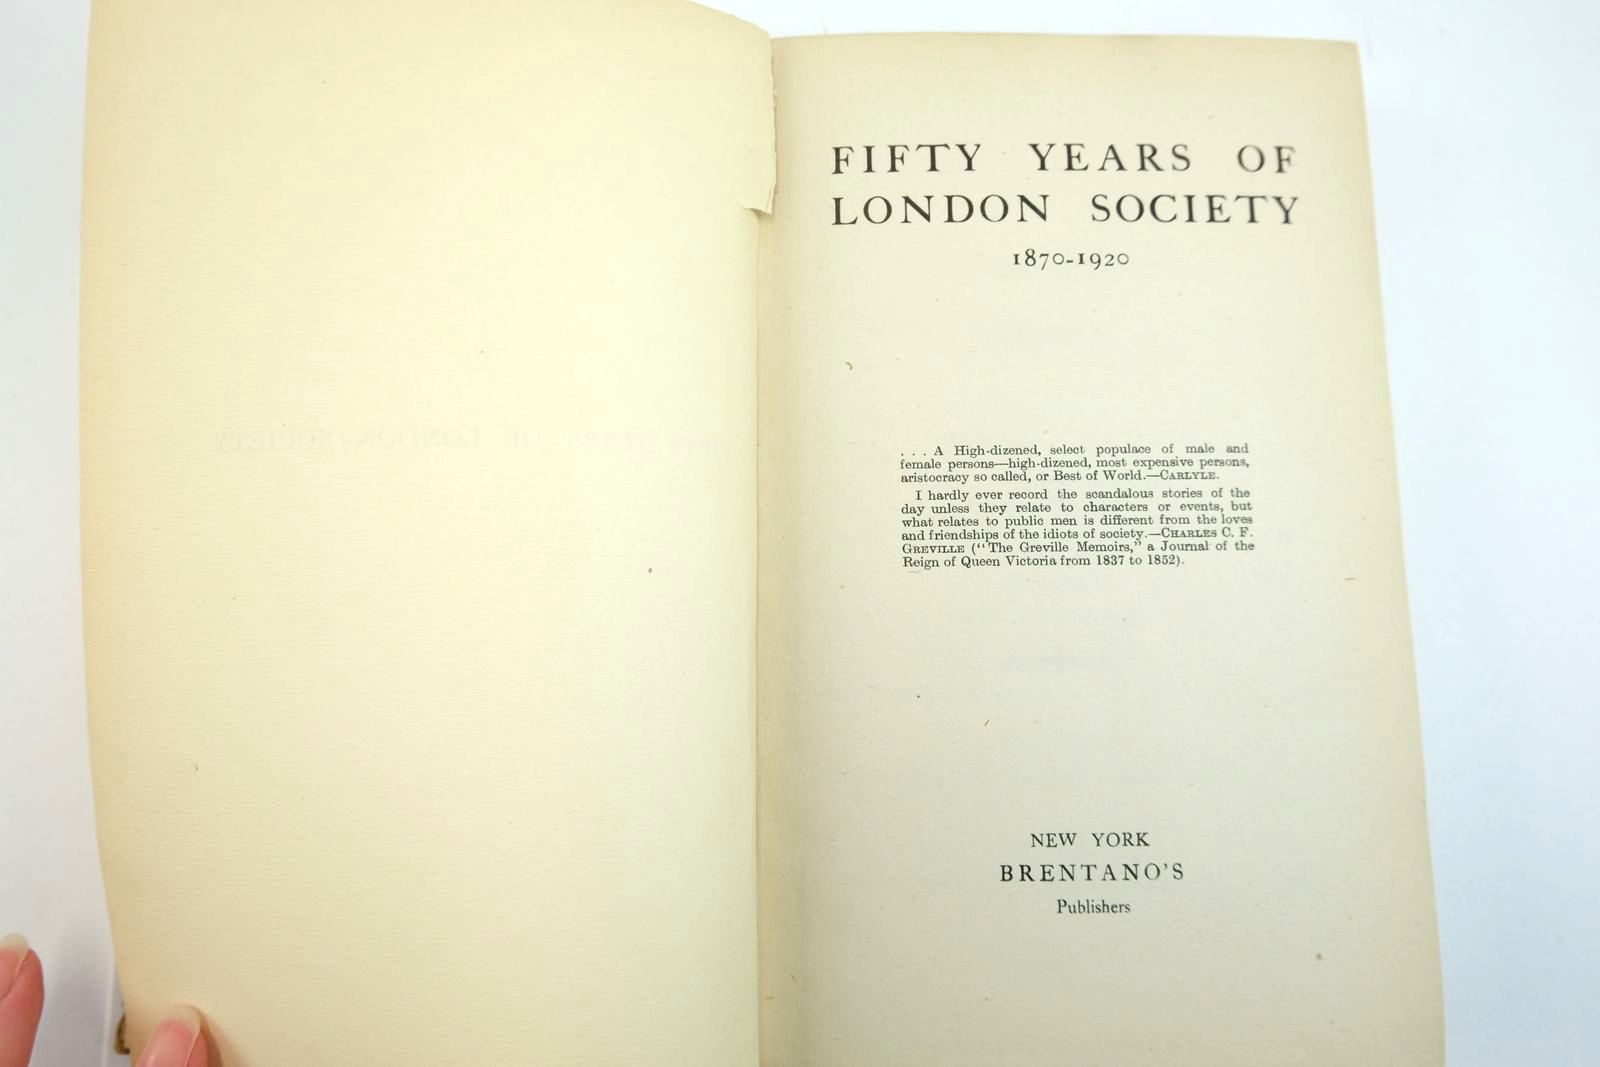 FIFTY YEARS OF
LONDON SOCIETY
1870-1920
. . . A High-dizened, select populace of male and
female persons—high-dizened, most expensive persons,
aristocracy so called, or Best of World.—CARLYLE.
I hardly ever record the scandalous stories of the
day unless they relate to characters or events, but
what relates to public men is different from the loves
and friendships of the idiots of society.—CHARLES C. F.
GREVILLE ("The Greville Memoirs," a Journal of the
Reign of Queen Victoria from 1837 to 1852).
NEW YORK
BRENTANO'S
Publishers